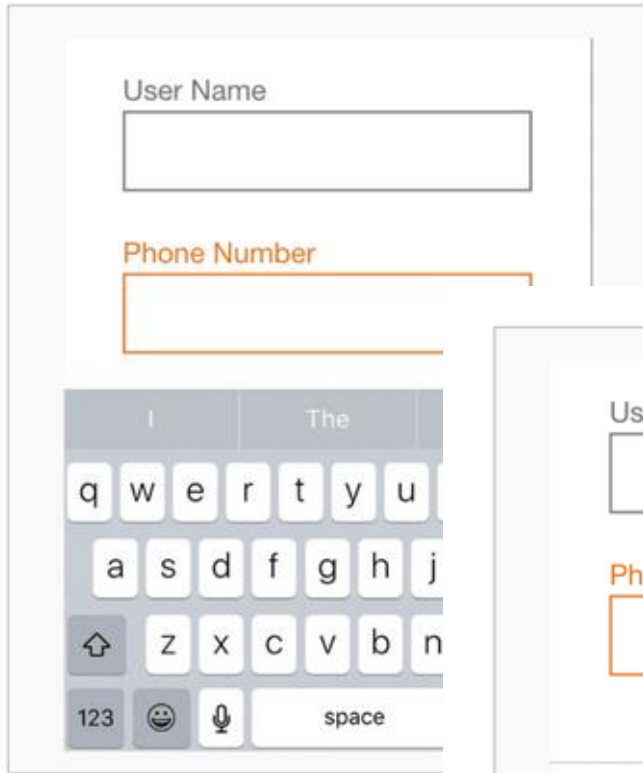 User Name
Phone Number
I The
q w e r t y u
a s d f g h j
z x c v b n
123 space
Us
Ph